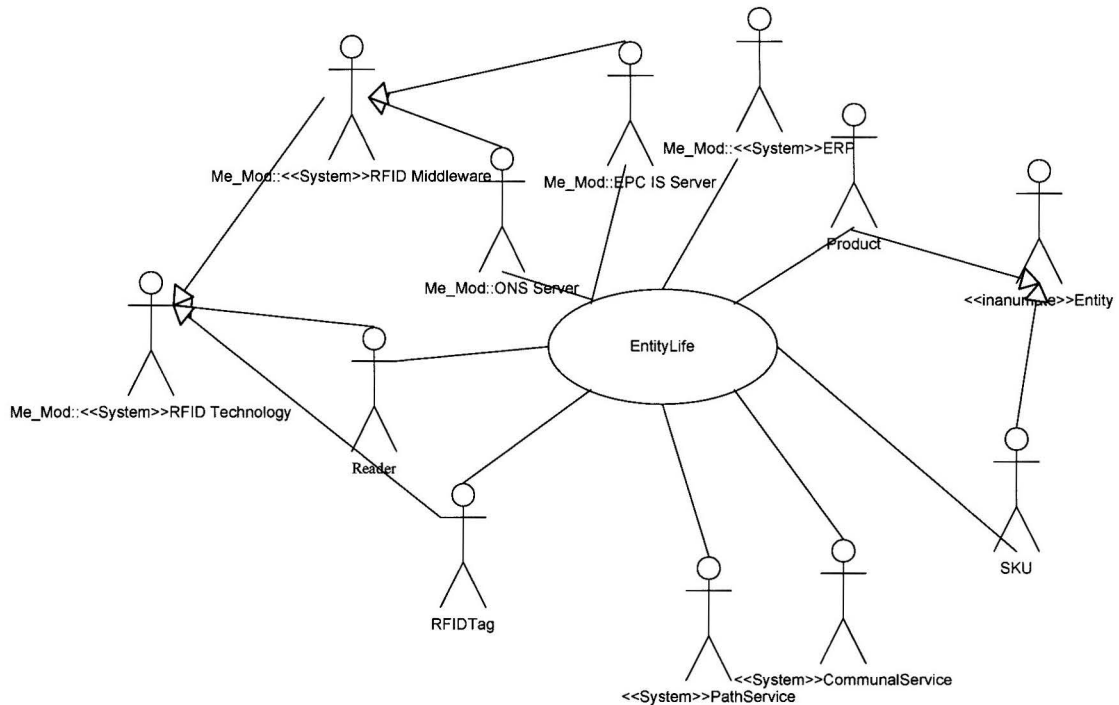 Me_Mod::<<System>>ERP
Me_Mod::<<System>>RFID Middleware
Me_Mod::EPC IS Server
Product
Me_Mod::ONS Server
<<System>>RFID Technology
EntityLife
Reader
SKU
RFIDTag
<<System>>CommunalService
<<System>>PathService